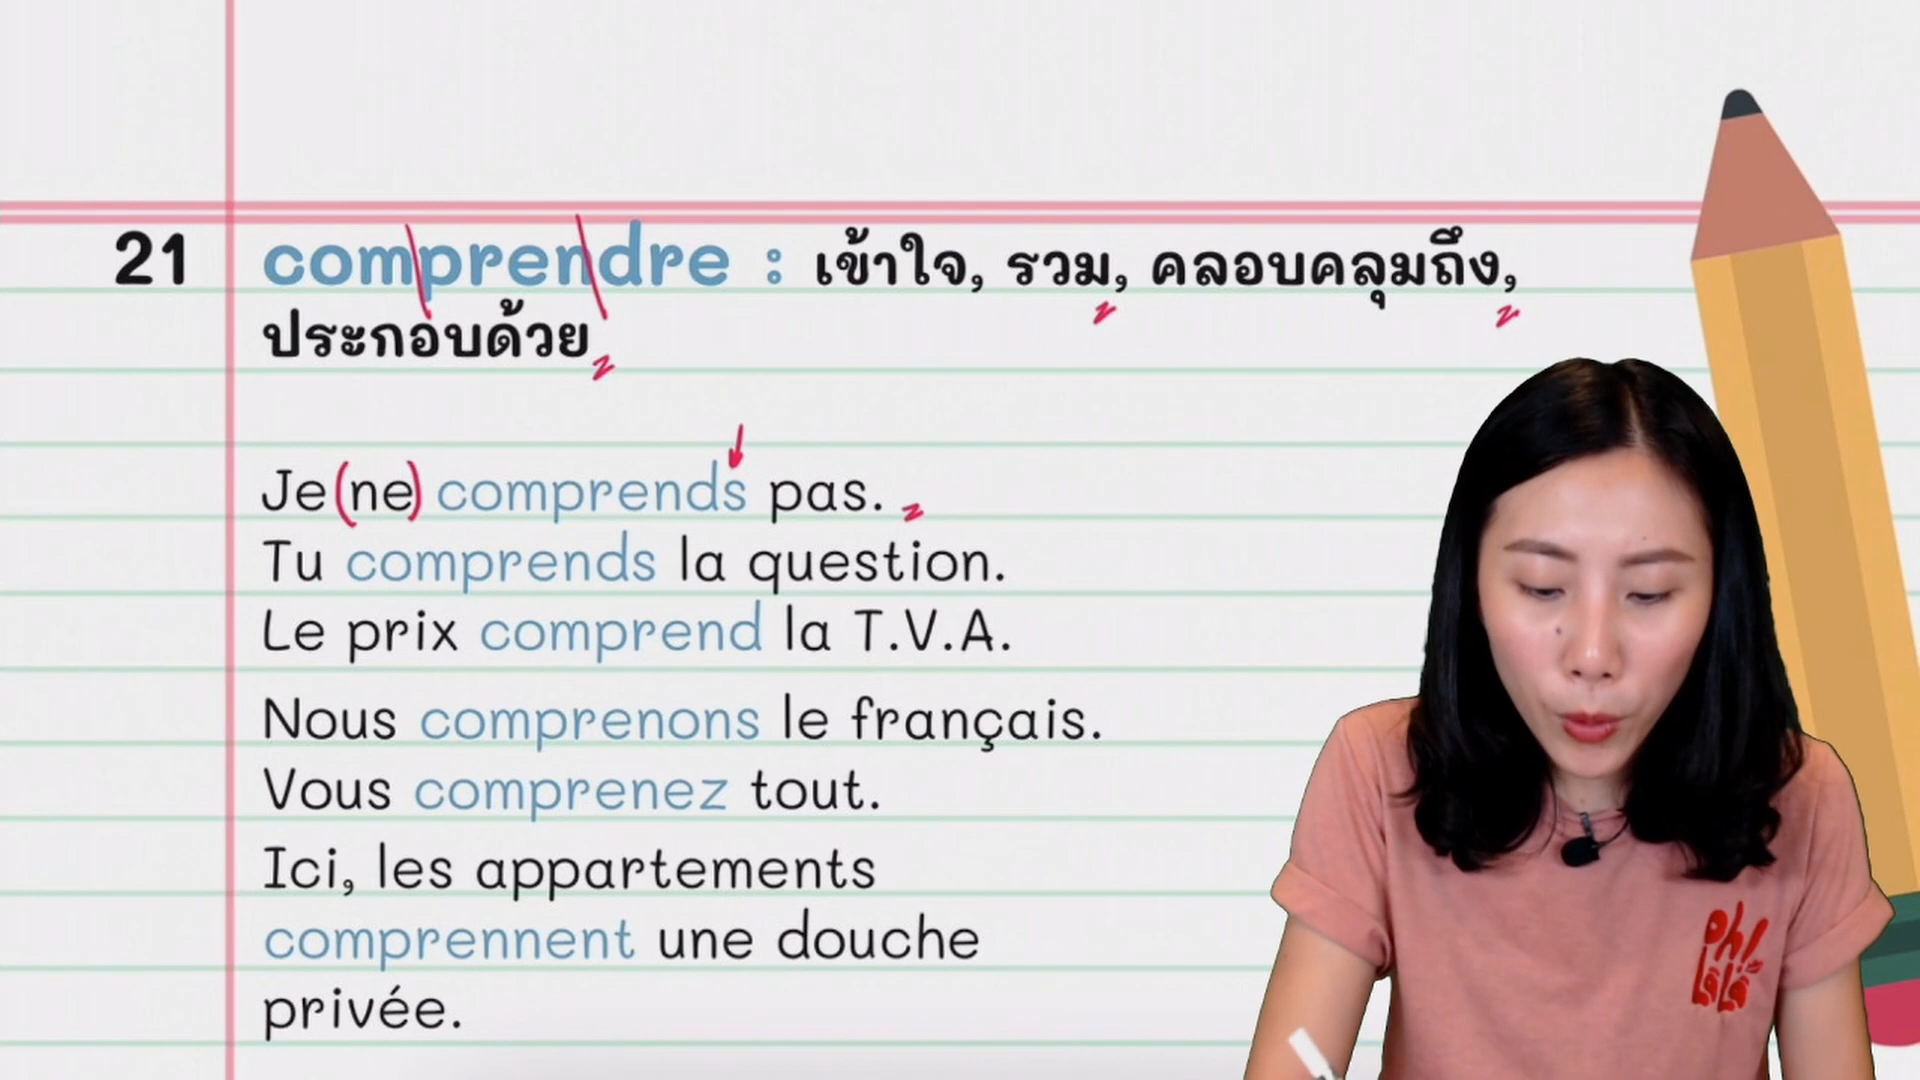 21 comprendre : เข้าใจ, รวม, คลอบคลุมถึง,
ประกอบด้วย
Je (ne) comprends pas.
Tu comprends la question.
Le prix comprend la T.V.A.
Nous comprenons le français.
Vous comprenez tout.
Ici, les appartements
comprennent une douche
privée.
oh!
làlà